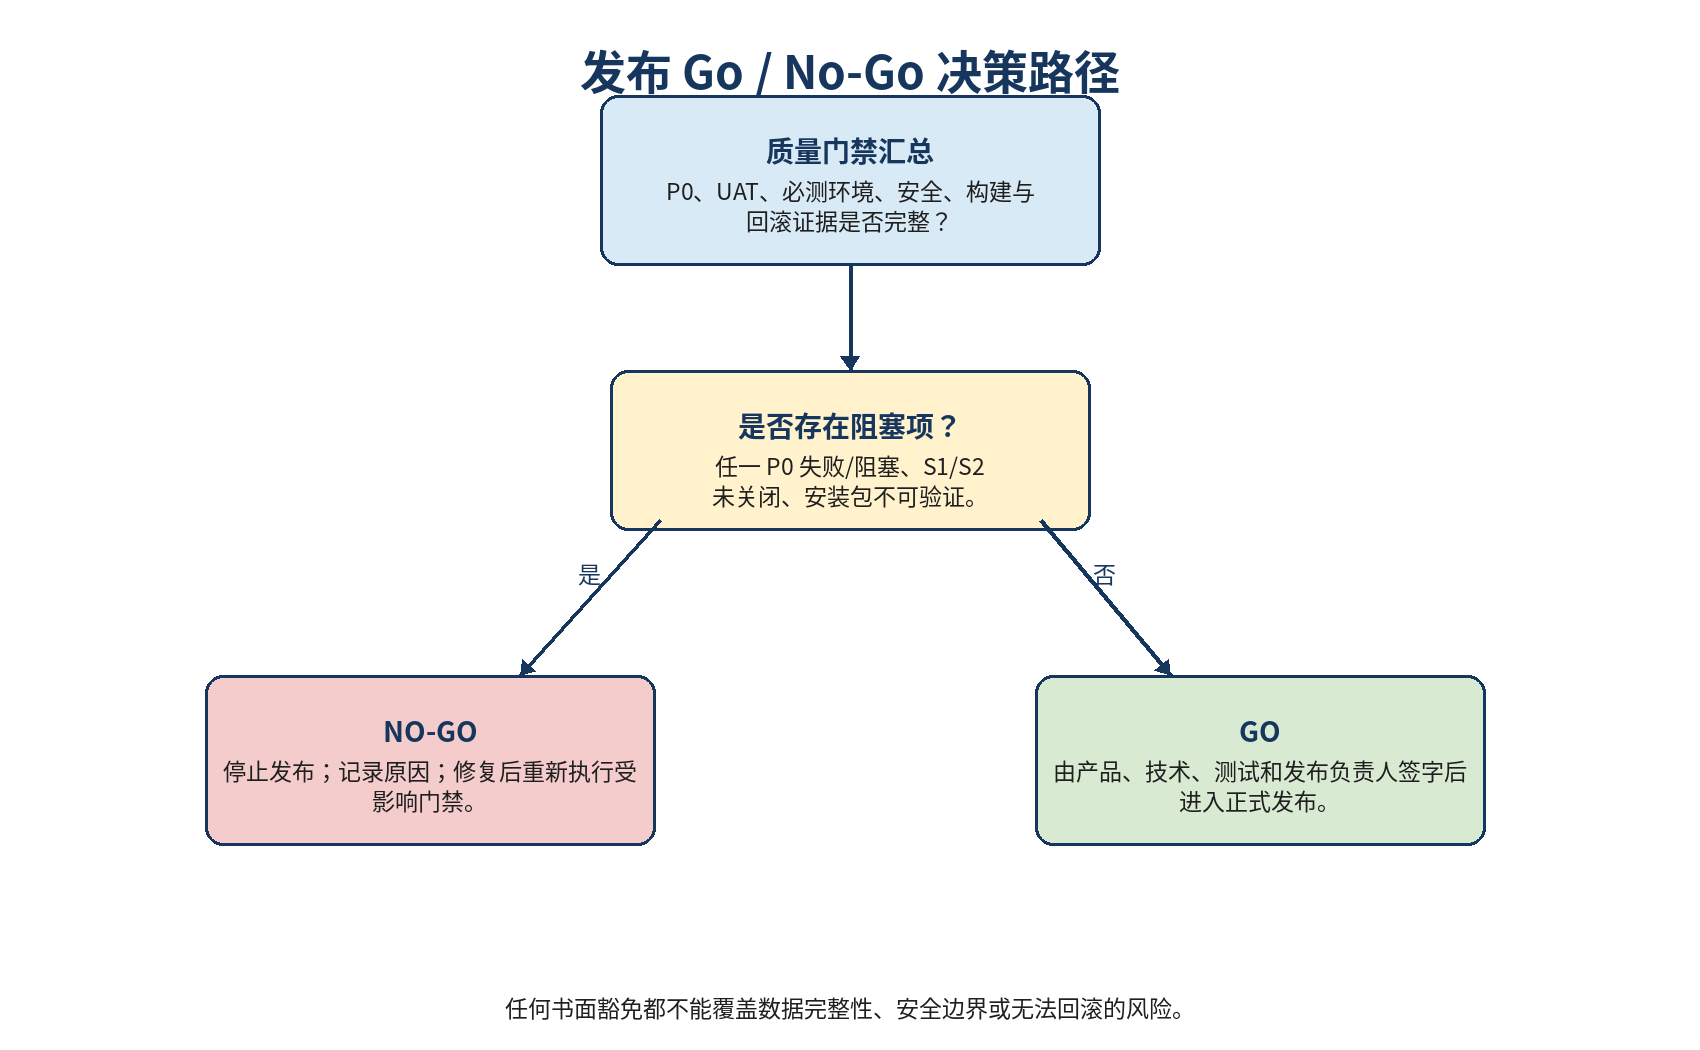 发布 Go / No-Go 决策路径
质量门禁汇总
P0、UAT、必测环境、安全、构建与
回滚证据是否完整？
是否存在阻塞项？
任一 P0 失败/阻塞、S1/S2
未关闭、安装包不可验证。
是
否
NO-GO
停止发布；记录原因；修复后重新执行受
影响门禁。
GO
由产品、技术、测试和发布负责人签字后
进入正式发布。
任何书面豁免都不能覆盖数据完整性、安全边界或无法回滚的风险。